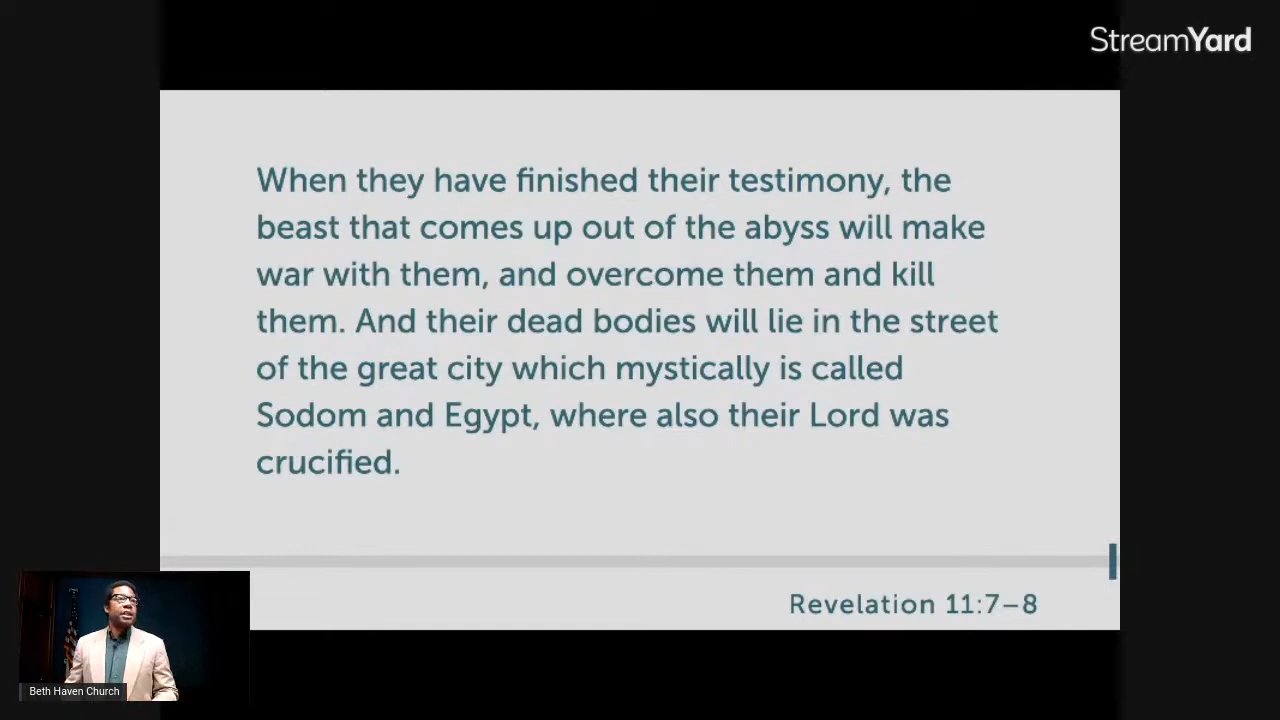 StreamYard
When they have finished their testimony, the
beast that comes up out of the abyss will make
war with them, and overcome them and kill
them. And their dead bodies will lie in the street
of the great city which mystically is called
Sodom and Egypt, where also their Lord was
crucified.
Revelation 11:7–8
Beth Haven Church